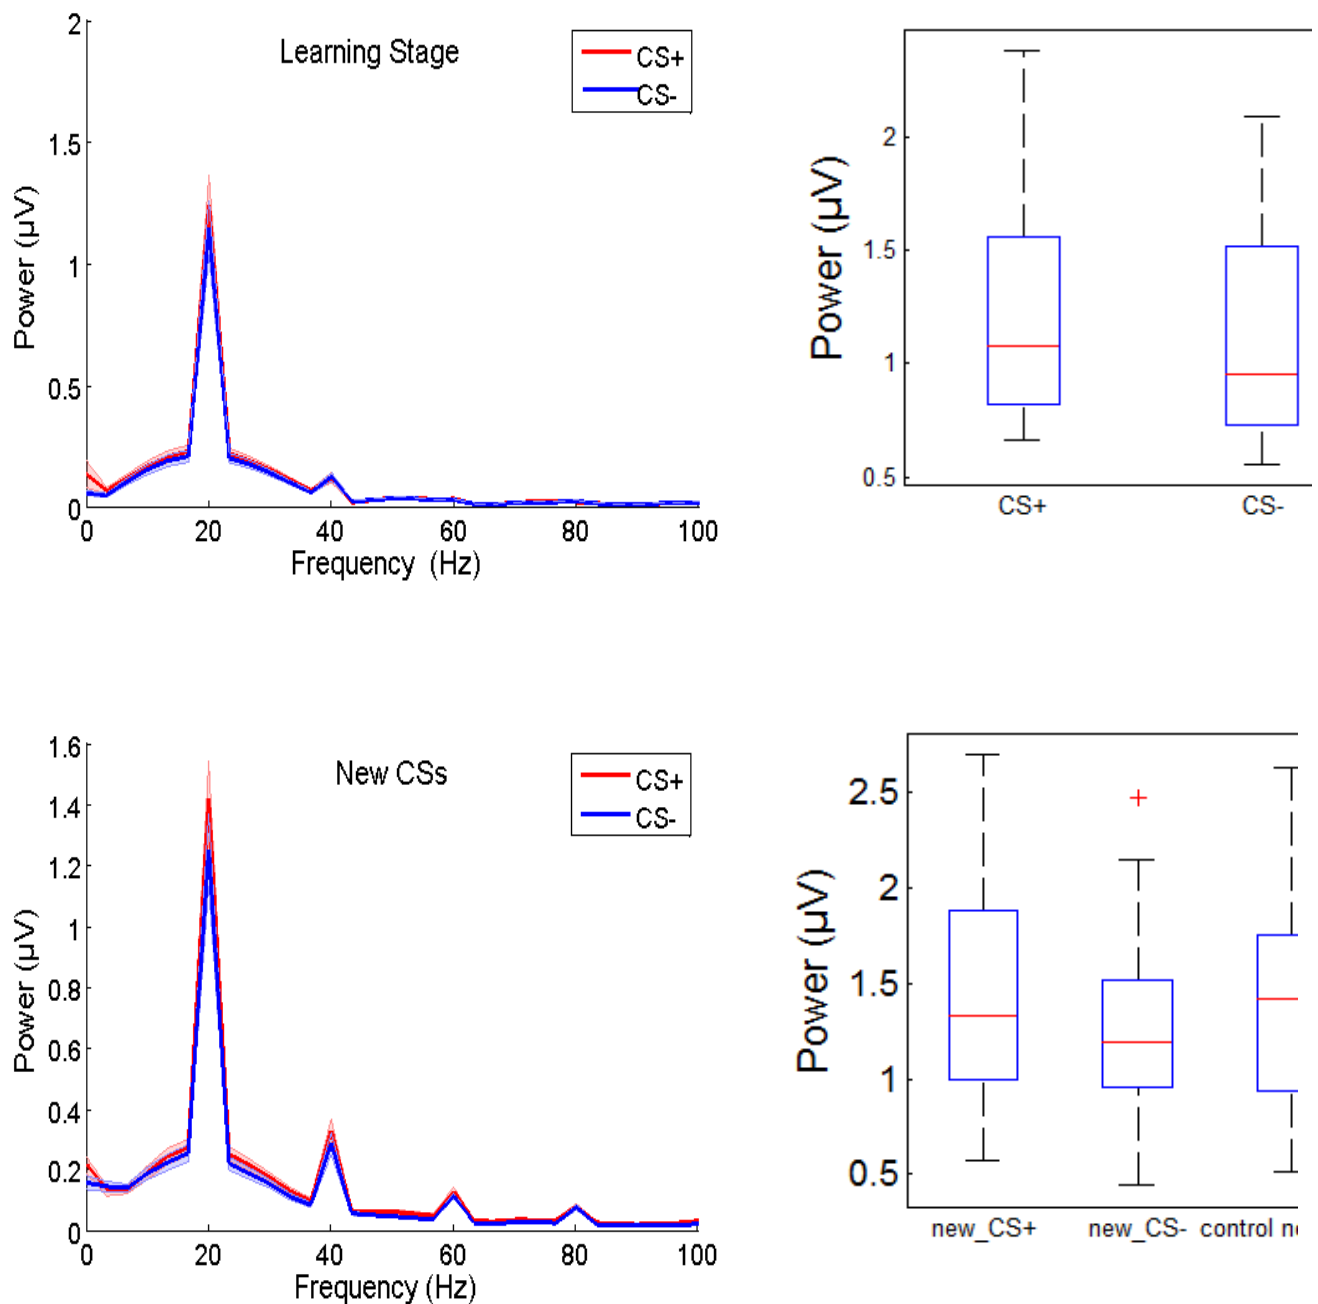 Learning Stage
CS+
CS-
2
1.5
1
0.5
0
Power (µV)
0 20 40 60 80 100
Frequency (Hz)
2
1.5
1
0.5
Power (µV)
CS+ CS-
New CSs
CS+
CS-
1.6
1.4
1.2
1
0.8
0.6
0.4
0.2
0
Power (µV)
0 20 40 60 80 100
Frequency (Hz)
2.5
2
1.5
1
0.5
Power (µV)
new_CS+ new_CS- control